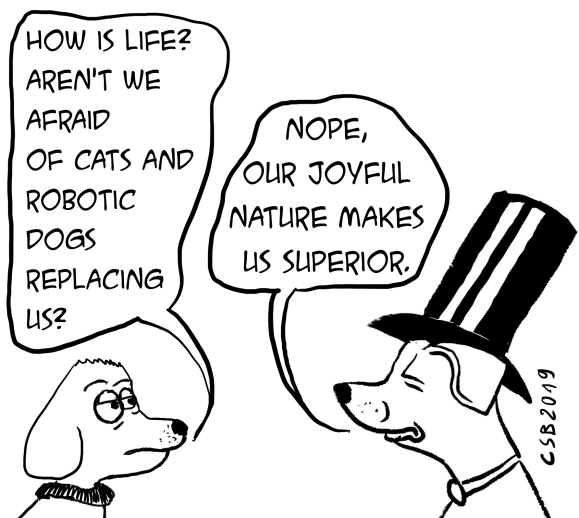 HOW IS LIFE?
AREN'T WE
AFRAID
OF CATS AND
ROBOTIC
DOGS
REPLACING
US?
NOPE,
OUR JOYFUL
NATURE MAKES
US SUPERIOR.
CSB2019